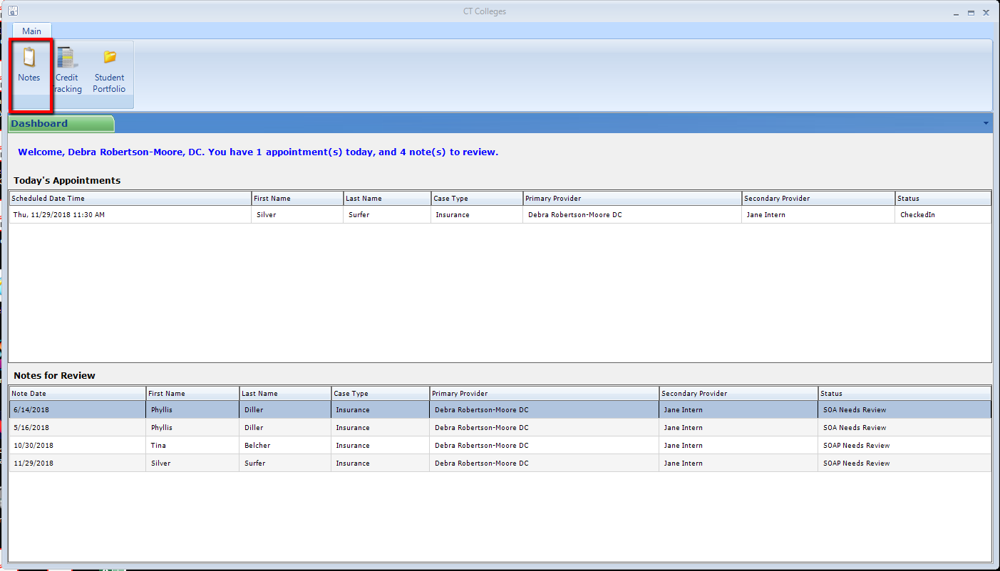 CT Colleges
Main
Notes
Credit
Tracking
Student
Portfolio
Dashboard
Welcome, Debra Robertson-Moore, DC. You have 1 appointment(s) today, and 4 note(s) to review.
Today's Appointments
Scheduled Date Time First Name Last Name Case Type Primary Provider Secondary Provider Status
Thu, 11/29/2018 11:30 AM Silver Surfer Insurance Debra Robertson-Moore DC Jane Intern CheckedIn
Notes for Review
Note Date First Name Last Name Case Type Primary Provider Secondary Provider Status
6/14/2018 Phyllis Diller Insurance Debra Robertson-Moore DC Jane Intern SOA Needs Review
5/16/2018 Phyllis Diller Insurance Debra Robertson-Moore DC Jane Intern SOA Needs Review
10/30/2018 Tina Belcher Insurance Debra Robertson-Moore DC Jane Intern SOAP Needs Review
11/29/2018 Silver Surfer Insurance Debra Robertson-Moore DC Jane Intern SOAP Needs Review